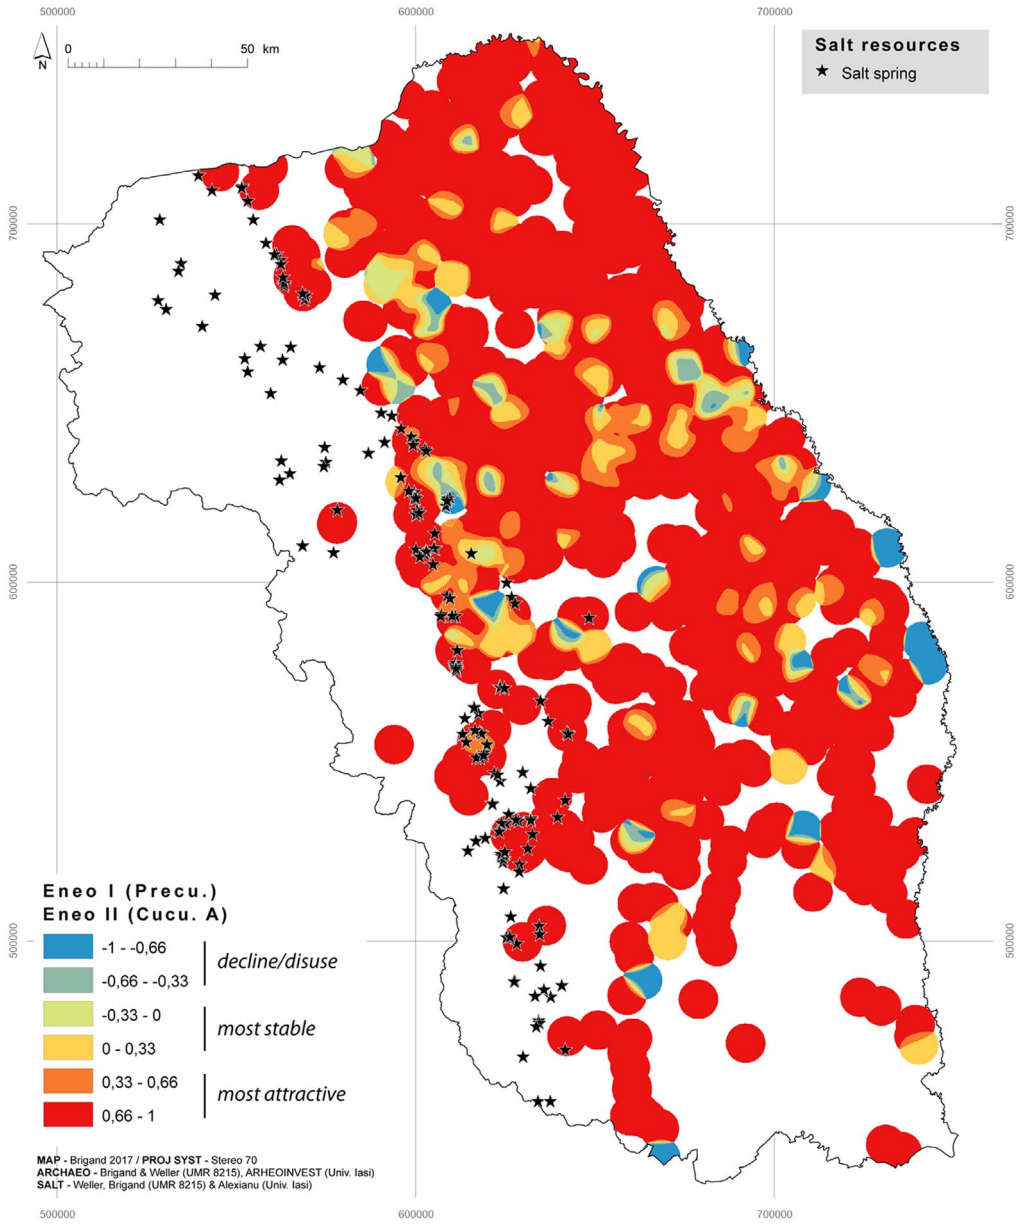 500000 600000 700000
N
0 50 km
Salt resources
Salt spring
700000 700000
600000 600000
500000 500000
Eneo I (Precu.)
Eneo II (Cucu. A)
-1 - -0,66
-0,66 - -0,33
decline/disuse
-0,33 - 0
0 - 0,33
most stable
0,33 - 0,66
0,66 - 1
most attractive
MAP - Brigand 2017 / PROJ SYST - Stereo 70
ARCHAEO - Brigand & Weller (UMR 8215), ARHEOINVEST (Univ. Iasi)
SALT - Weller, Brigand (UMR 8215) & Alexianu (Univ. Iasi)
500000 600000 700000